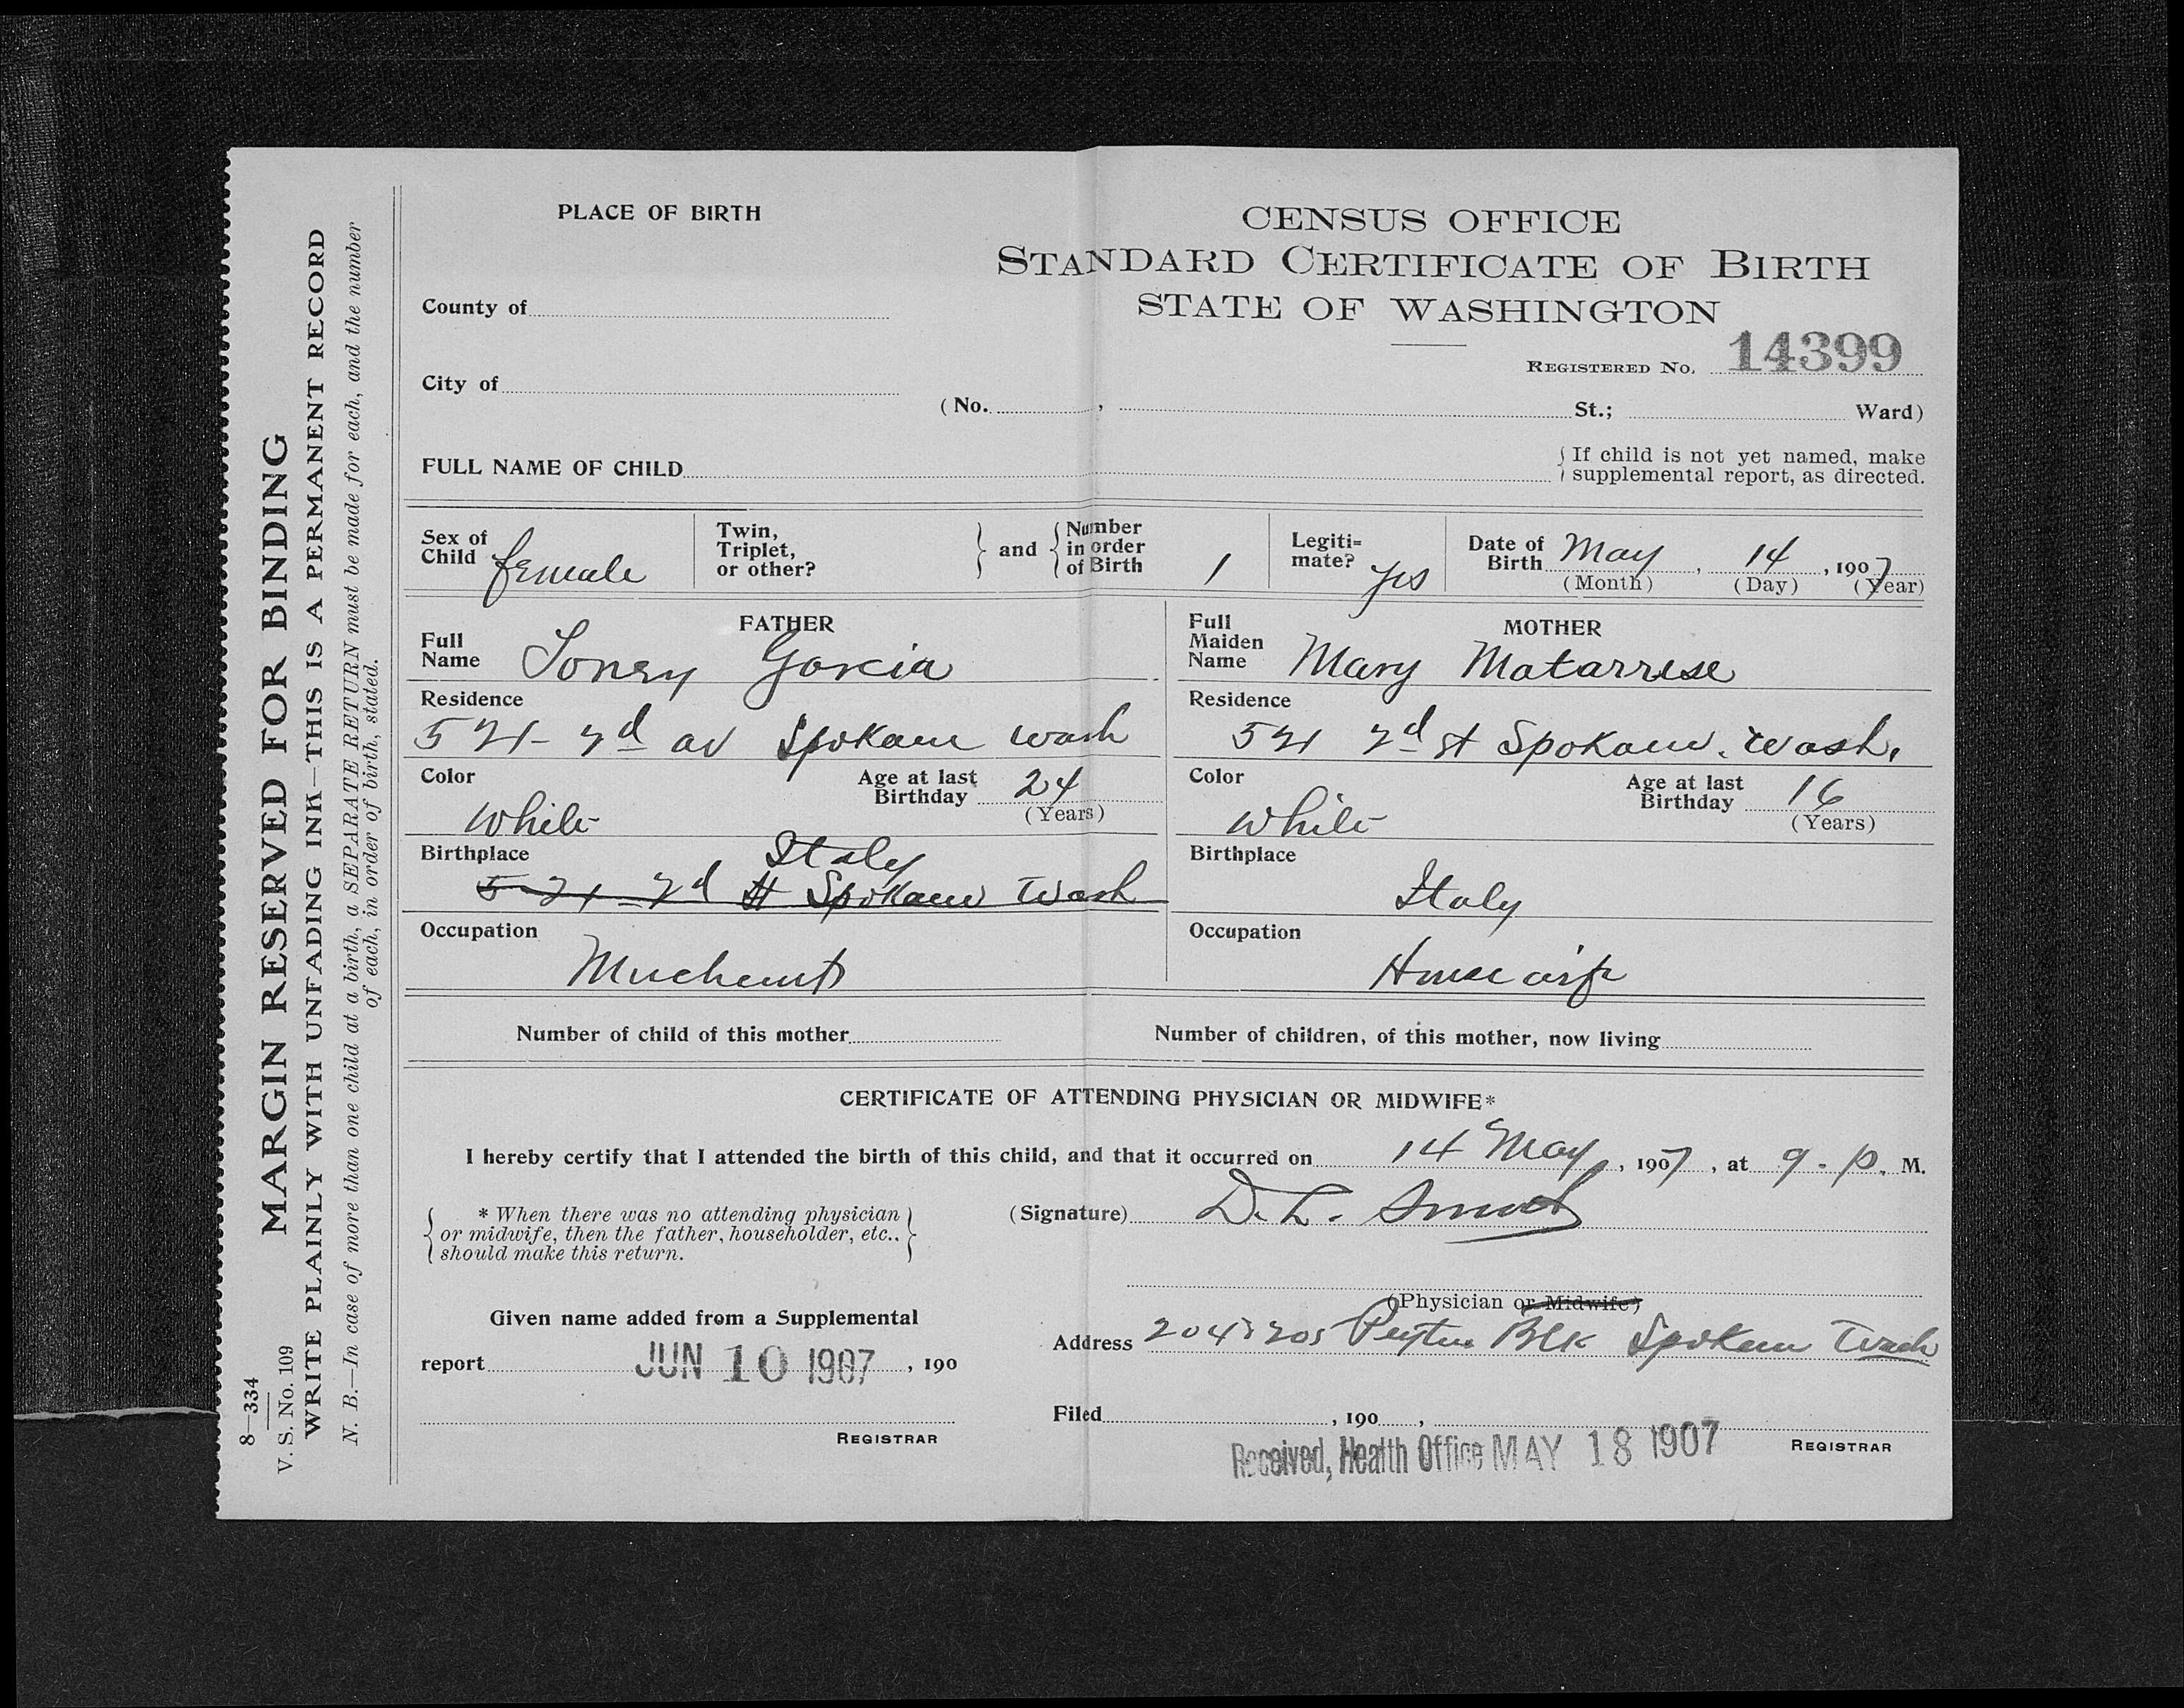 MARGIN RESERVED FOR BINDING
WRITE PLAINLY WITH UNFADING INK—THIS IS A PERMANENT RECORD
N. B.—In case of more than one child at a birth, a SEPARATE RETURN must be made for each, and the number
of each, in order of birth, stated.
8—334
V. S. No. 109
PLACE OF BIRTH
CENSUS OFFICE
STANDARD CERTIFICATE OF BIRTH
STATE OF WASHINGTON
County of
REGISTERED No. 14399
City of
(No. , St.; Ward)
FULL NAME OF CHILD
{ If child is not yet named, make
supplemental report, as directed.
Sex of Child female
Twin, Triplet, or other? } and { Number in order of Birth 1
Legiti-mate? yes
Date of Birth May, 14, 1907
(Month) (Day) (Year)
FATHER
Full Name Toney Garcia
MOTHER
Full Maiden Name Mary Matarrese
Residence
521- 2d av Spokane Wash
Residence
521 2d st Spokane. Wash.
Color White
Age at last Birthday 24
(Years)
Color White
Age at last Birthday 16
(Years)
Birthplace Italy
521 2d St Spokane Wash
Birthplace
Italy
Occupation
Merchant
Occupation
Housewife
Number of child of this mother
Number of children, of this mother, now living
CERTIFICATE OF ATTENDING PHYSICIAN OR MIDWIFE*
I hereby certify that I attended the birth of this child, and that it occurred on 14 May, 1907, at 9. P. M.
{ * When there was no attending physician
or midwife, then the father, householder, etc..
should make this return. }
(Signature) D. L. Smith
(Physician or Midwife)
Given name added from a Supplemental
report JUN 10 1907, 190
Address 204 205 Peyton Blk Spokane Wash
Filed , 190 ,
REGISTRAR
Received, Health Office MAY 18 1907
REGISTRAR